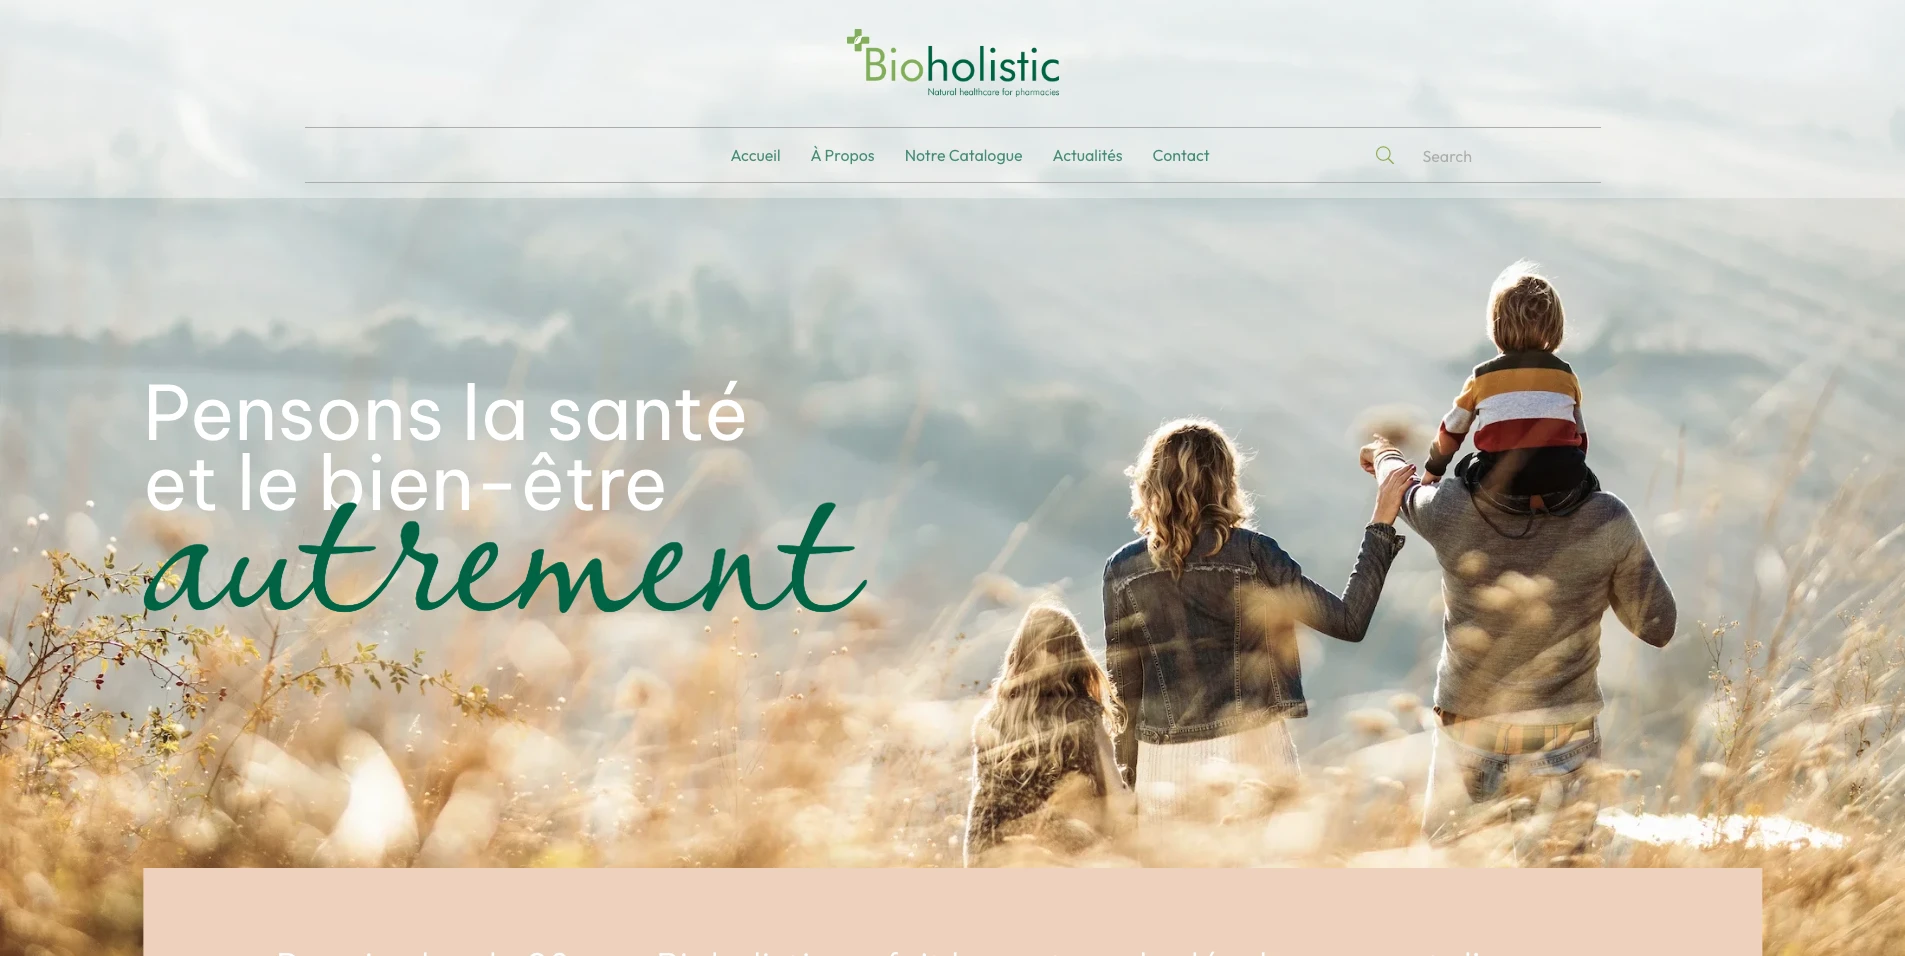 Bioholistic
Natural healthcare for pharmacies
Accueil À Propos Notre Catalogue Actualités Contact Search
Pensons la santé
et le bien-être
autrement